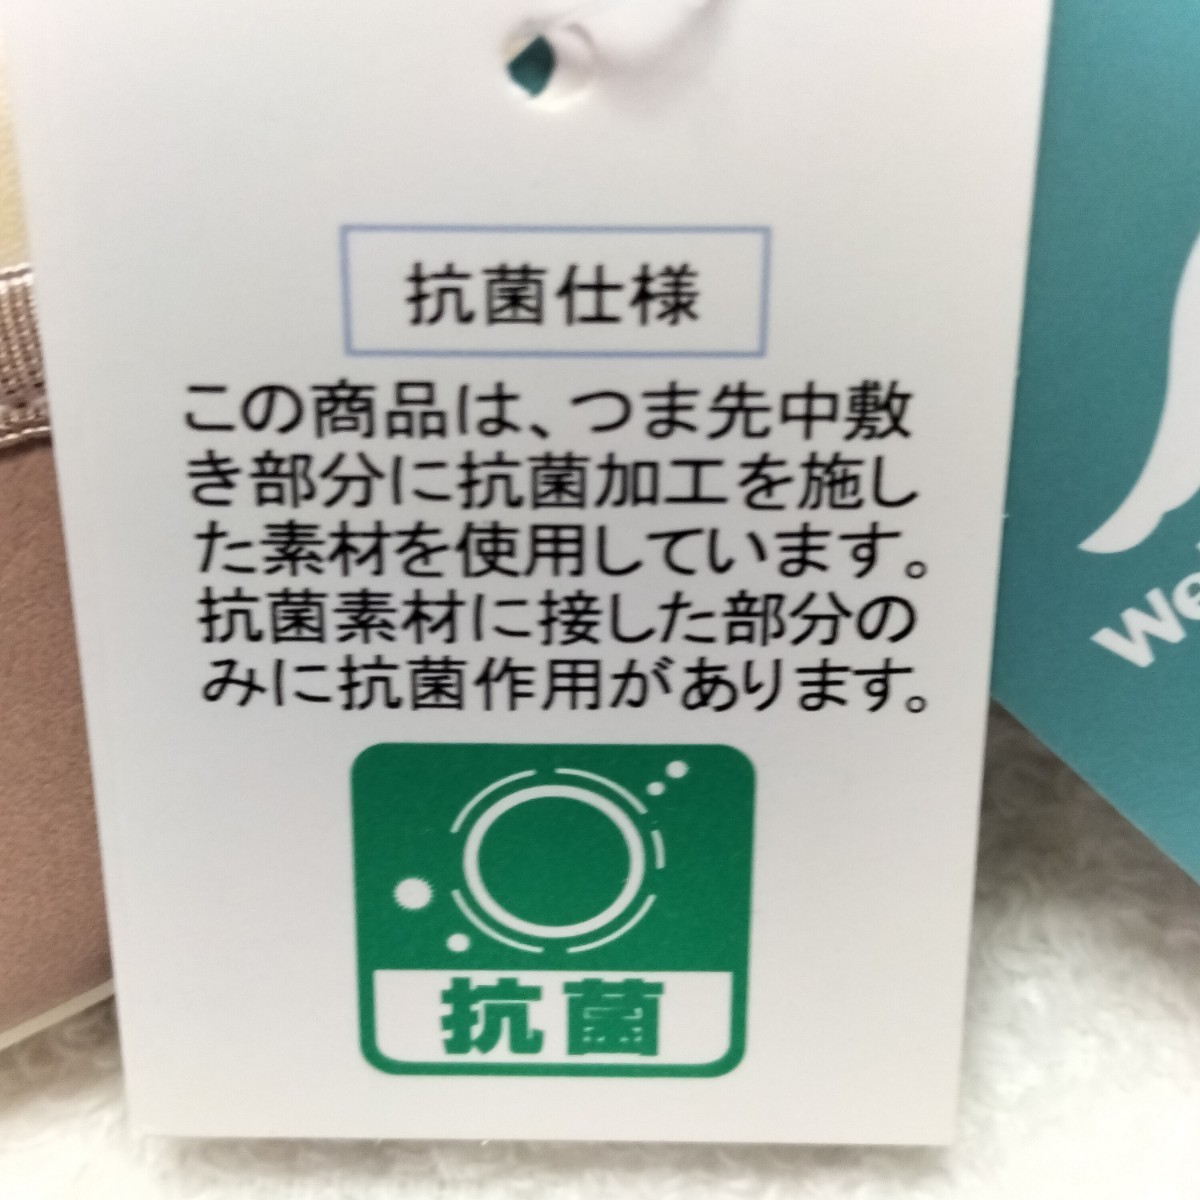 抗菌仕様
この商品は、つま先中敷
き部分に抗菌加工を施し
た素材を使用しています。
抗菌素材に接した部分の
みに抗菌作用があります。
抗菌